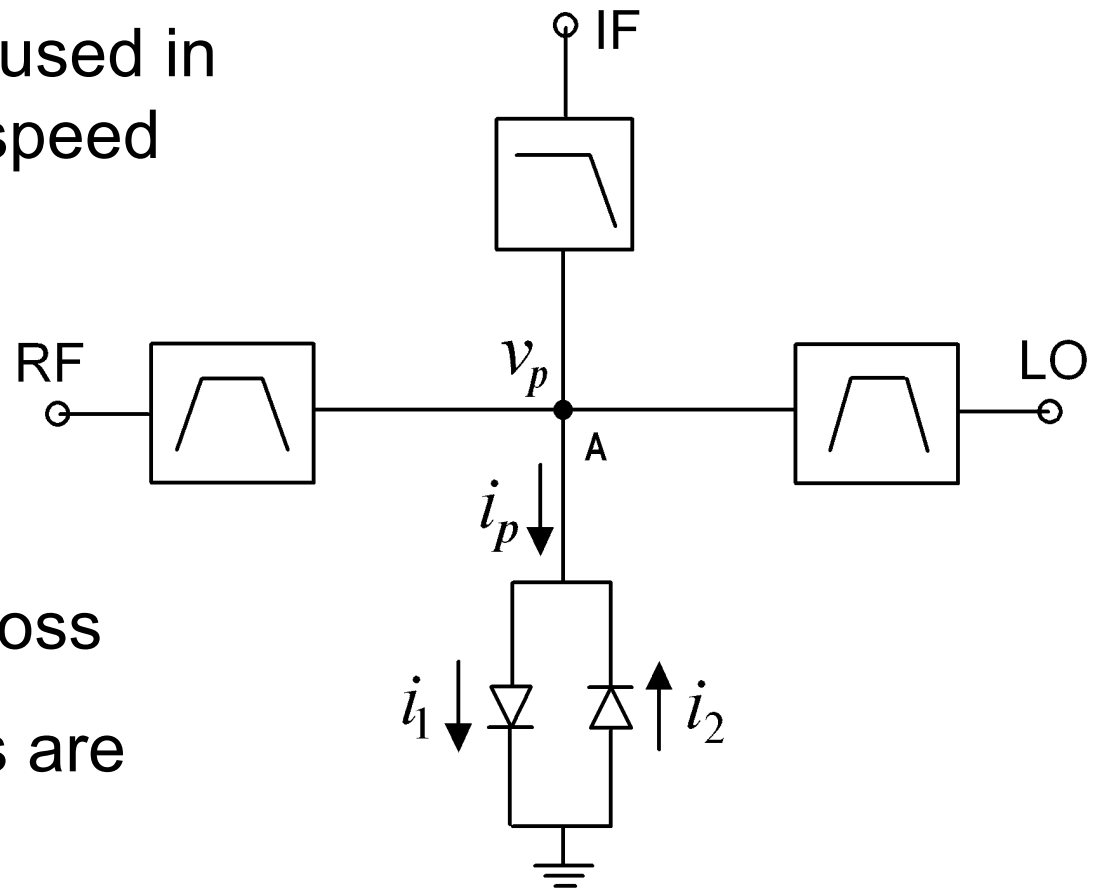 used in
speed
IF
RF
LO
v_p
A
i_p
oss
i_1
i_2
s are